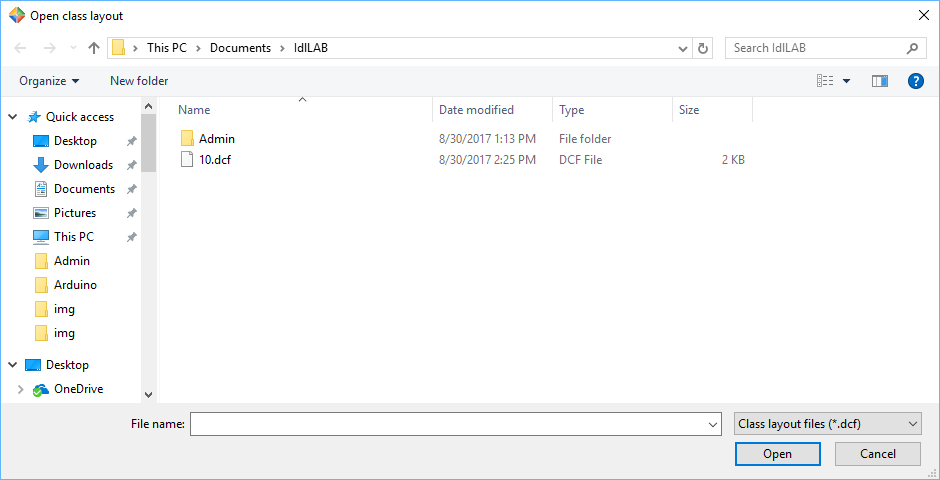 Open class layout
This PC > Documents > IdILAB
Search IdILAB
Organize New folder
Name Date modified Type Size
Quick access
Desktop
Downloads
Documents
Pictures
This PC
Admin
Arduino
img
img
Desktop
OneDrive
Admin 8/30/2017 1:13 PM File folder
10.dcf 8/30/2017 2:25 PM DCF File 2 KB
File name: Class layout files (*.dcf)
Open Cancel